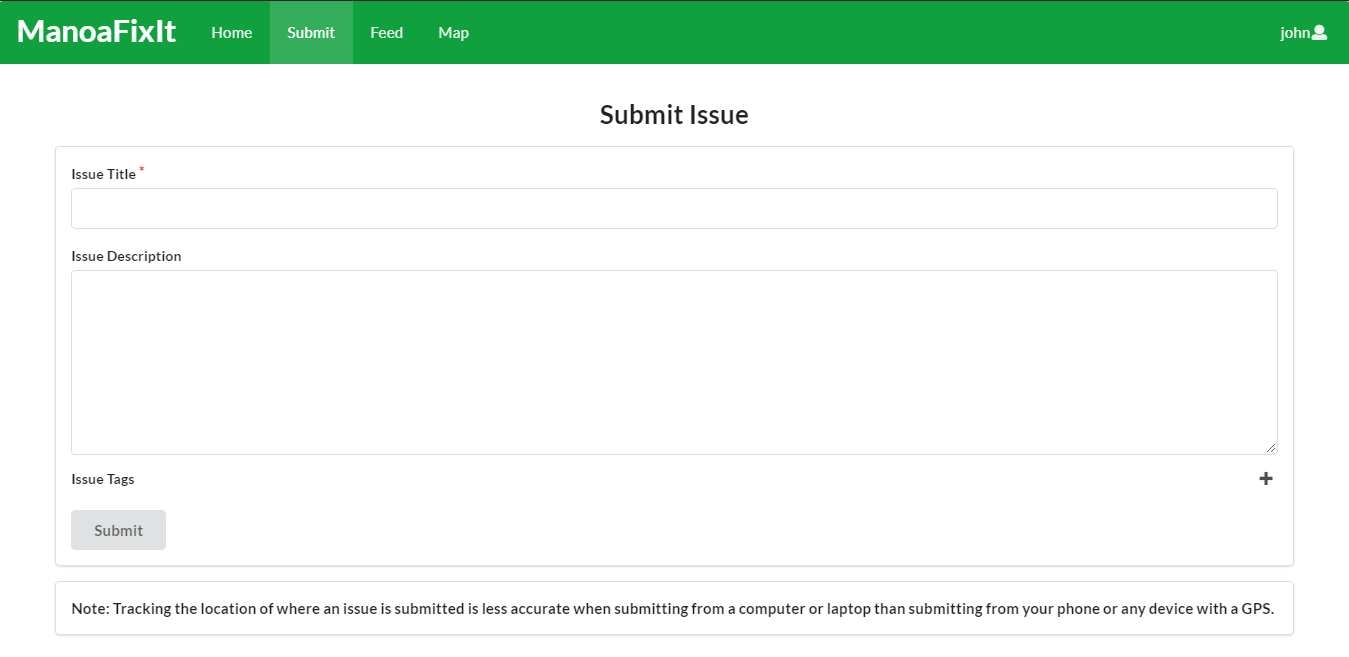 ManoaFixIt Home Submit Feed Map john
Submit Issue
Issue Title *
Issue Description
Issue Tags
Submit
Note: Tracking the location of where an issue is submitted is less accurate when submitting from a computer or laptop than submitting from your phone or any device with a GPS.